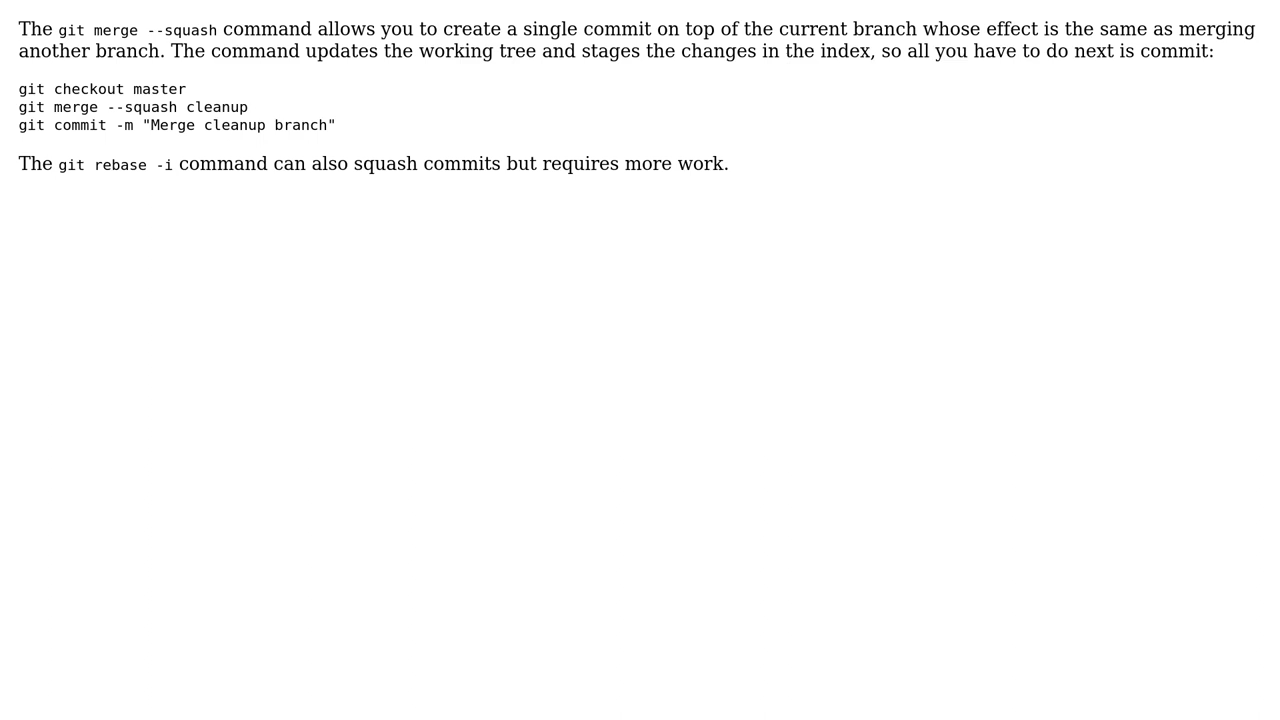 The git merge --squash command allows you to create a single commit on top of the current branch whose effect is the same as merging
another branch. The command updates the working tree and stages the changes in the index, so all you have to do next is commit:
git checkout master
git merge --squash cleanup
git commit -m "Merge cleanup branch"
The git rebase -i command can also squash commits but requires more work.